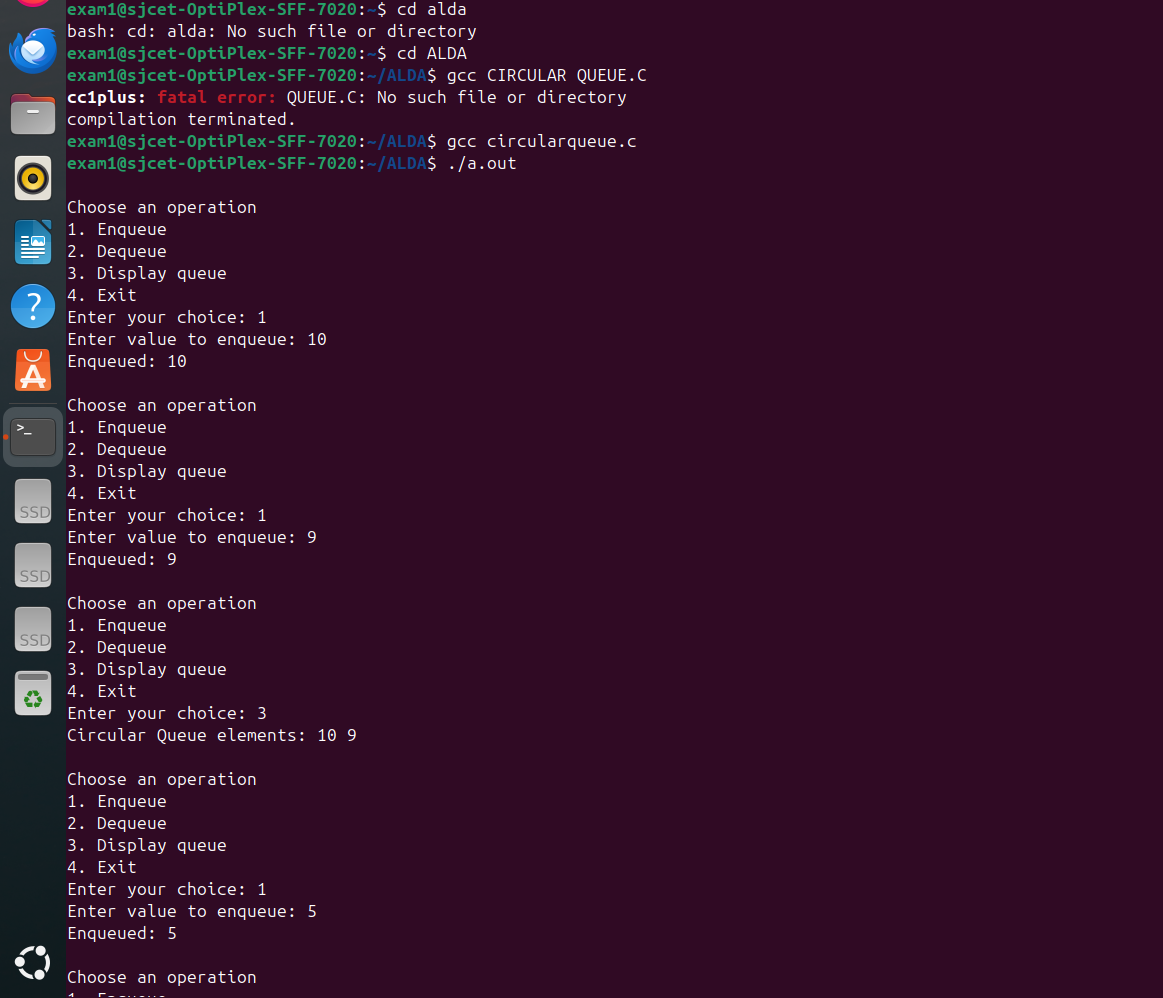 exam1@sjcet-OptiPlex-SFF-7020:~$ cd alda
bash: cd: alda: No such file or directory
exam1@sjcet-OptiPlex-SFF-7020:~$ cd ALDA
exam1@sjcet-OptiPlex-SFF-7020:~/ALDA$ gcc CIRCULAR QUEUE.C
cc1plus: fatal error: QUEUE.C: No such file or directory
compilation terminated.
exam1@sjcet-OptiPlex-SFF-7020:~/ALDA$ gcc circularqueue.c
exam1@sjcet-OptiPlex-SFF-7020:~/ALDA$ ./a.out
Choose an operation
1. Enqueue
2. Dequeue
3. Display queue
4. Exit
Enter your choice: 1
Enter value to enqueue: 10
Enqueued: 10
Choose an operation
1. Enqueue
2. Dequeue
3. Display queue
4. Exit
Enter your choice: 1
Enter value to enqueue: 9
Enqueued: 9
Choose an operation
1. Enqueue
2. Dequeue
3. Display queue
4. Exit
Enter your choice: 3
Circular Queue elements: 10 9
Choose an operation
1. Enqueue
2. Dequeue
3. Display queue
4. Exit
Enter your choice: 1
Enter value to enqueue: 5
Enqueued: 5
Choose an operation
1. Enqueue
?
>_
SSD
SSD
SSD